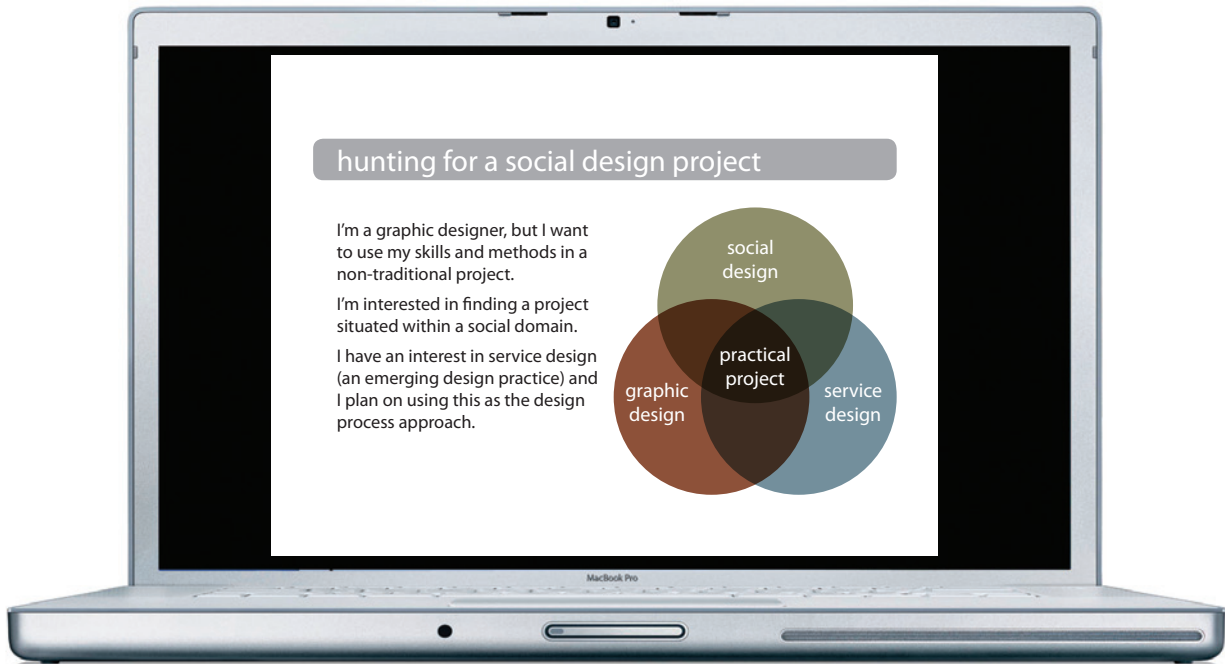 hunting for a social design project
I'm a graphic designer, but I want
to use my skills and methods in a
non-traditional project.
I'm interested in finding a project
situated within a social domain.
I have an interest in service design
(an emerging design practice) and
I plan on using this as the design
process approach.
social
design
practical
project
graphic
design
service
design
MacBook Pro